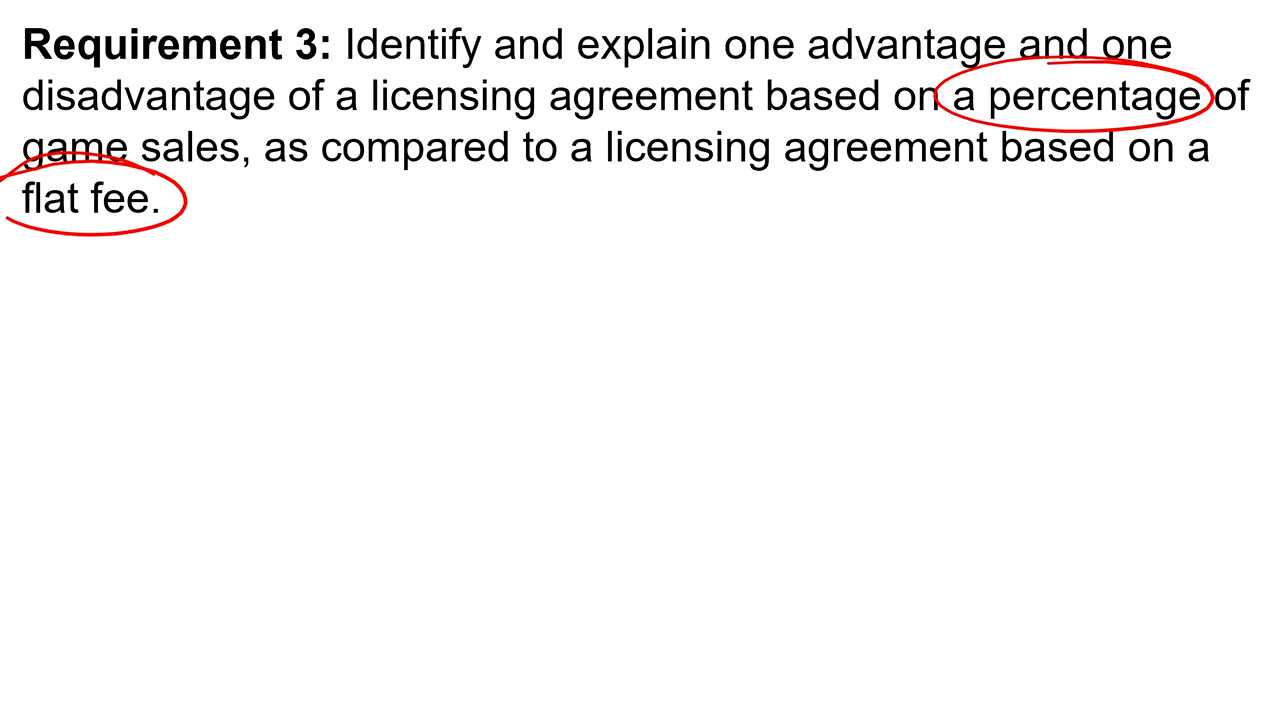 Requirement 3: Identify and explain one advantage and one
disadvantage of a licensing agreement based on a percentage of
game sales, as compared to a licensing agreement based on a
flat fee.